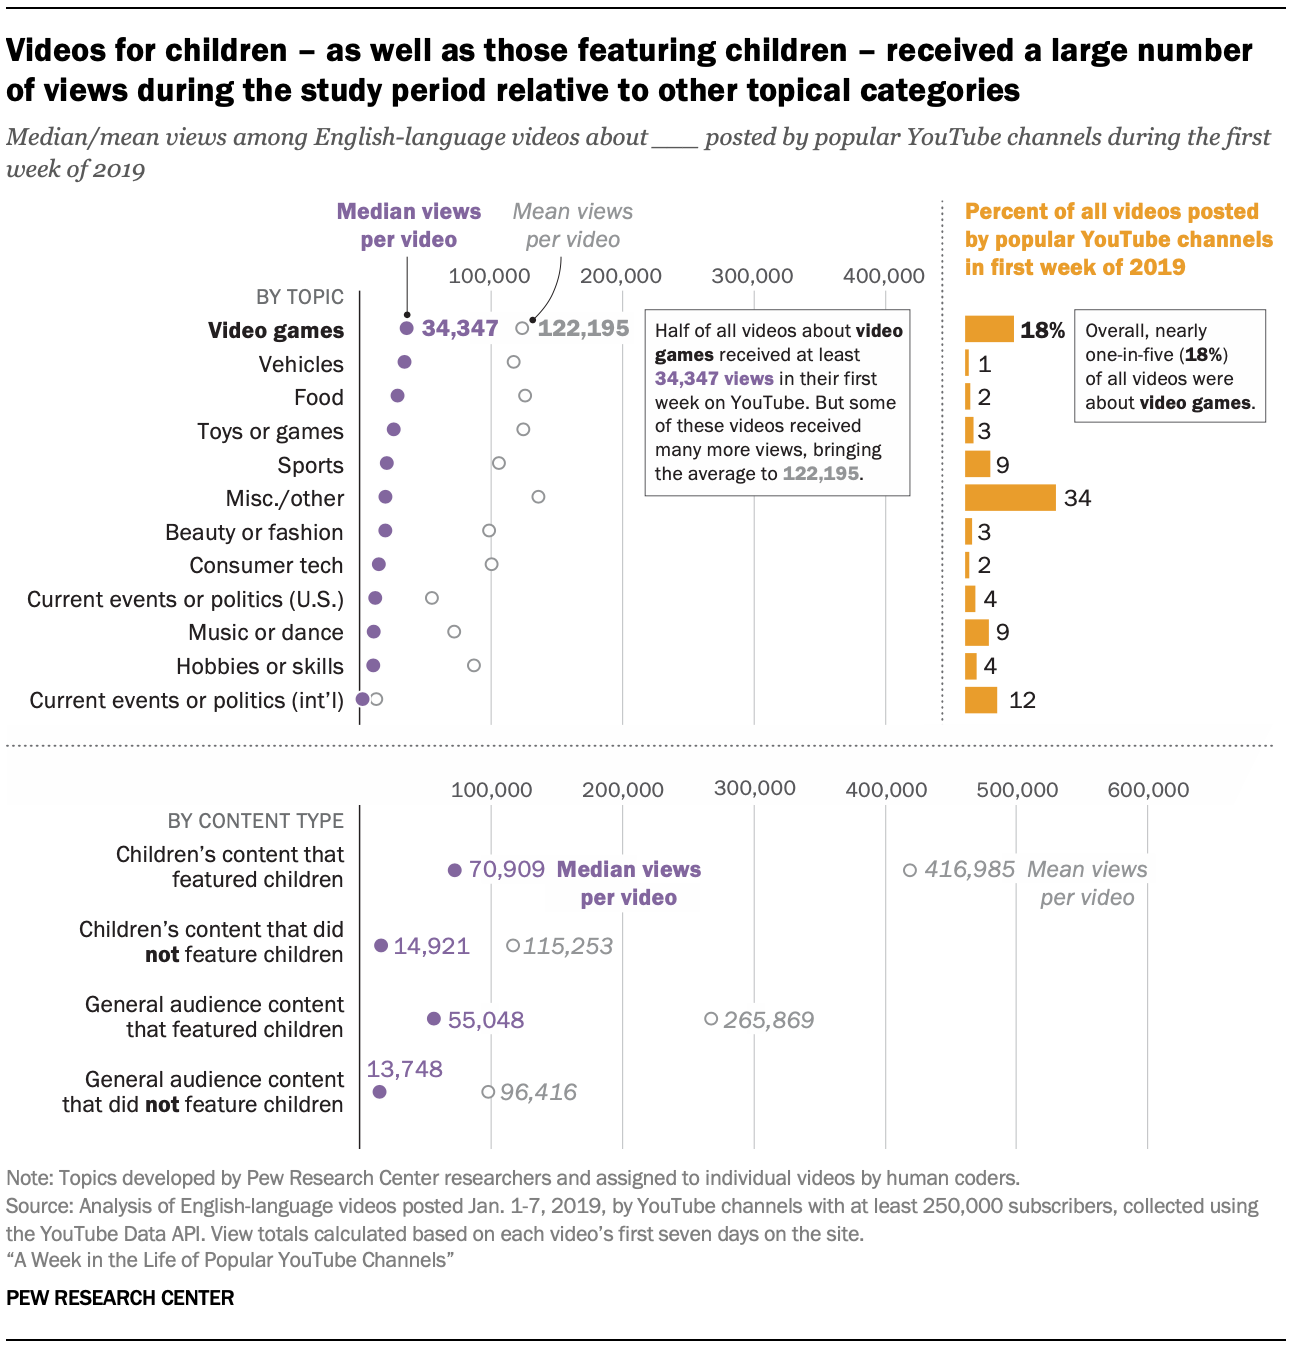 Videos for children – as well as those featuring children – received a large number
of views during the study period relative to other topical categories
Median/mean views among English-language videos about ___ posted by popular YouTube channels during the first
week of 2019
Median views
per video
Mean views
per video
Percent of all videos posted
by popular YouTube channels
in first week of 2019
100,000 200,000 300,000 400,000
BY TOPIC
Video games 34,347 122,195 18%
Vehicles 1
Food 2
Toys or games 3
Sports 9
Misc./other 34
Beauty or fashion 3
Consumer tech 2
Current events or politics (U.S.) 4
Music or dance 9
Hobbies or skills 4
Current events or politics (int’l) 12
Half of all videos about video
games received at least
34,347 views in their first
week on YouTube. But some
of these videos received
many more views, bringing
the average to 122,195.
Overall, nearly
one-in-five (18%)
of all videos were
about video games.
100,000 200,000 300,000 400,000 500,000 600,000
BY CONTENT TYPE
Children’s content that
featured children
70,909 Median views
per video
416,985 Mean views
per video
Children’s content that did
not feature children
14,921 115,253
General audience content
that featured children
55,048 265,869
General audience content
that did not feature children
13,748
96,416
Note: Topics developed by Pew Research Center researchers and assigned to individual videos by human coders.
Source: Analysis of English-language videos posted Jan. 1-7, 2019, by YouTube channels with at least 250,000 subscribers, collected using
the YouTube Data API. View totals calculated based on each video’s first seven days on the site.
“A Week in the Life of Popular YouTube Channels”
PEW RESEARCH CENTER